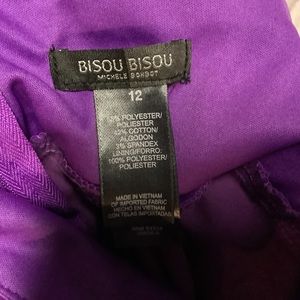 BISOU BISOU
MICHELE BOHBOT
12
POLYESTER/
POLIESTER
42% COTTON/
ALGODON
3% SPANDEX
LINING/FORRO:
100% POLYESTER/
POLIESTER
MADE IN VIETNAM
OF IMPORTED FABRIC
HECHO EN VIETNAM
CON TELAS IMPORTADAS